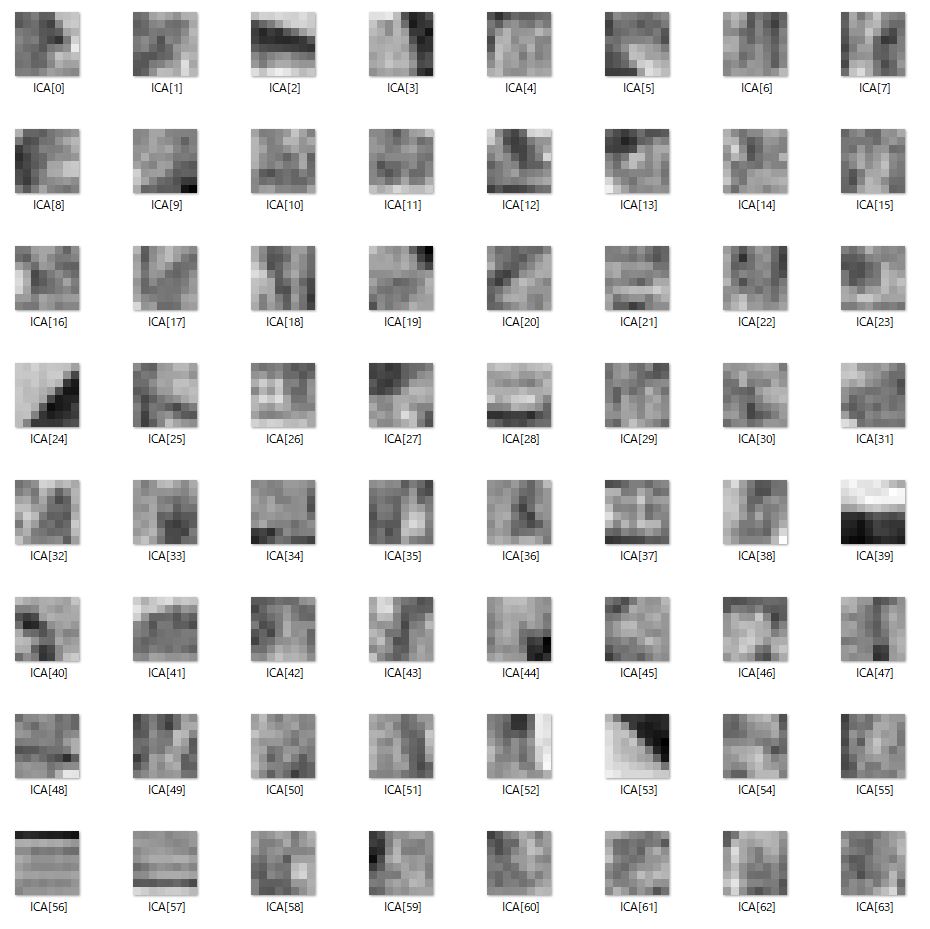 ICA[0] ICA[1] ICA[2] ICA[3] ICA[4] ICA[5] ICA[6] ICA[7]
ICA[8] ICA[9] ICA[10] ICA[11] ICA[12] ICA[13] ICA[14] ICA[15]
ICA[16] ICA[17] ICA[18] ICA[19] ICA[20] ICA[21] ICA[22] ICA[23]
ICA[24] ICA[25] ICA[26] ICA[27] ICA[28] ICA[29] ICA[30] ICA[31]
ICA[32] ICA[33] ICA[34] ICA[35] ICA[36] ICA[37] ICA[38] ICA[39]
ICA[40] ICA[41] ICA[42] ICA[43] ICA[44] ICA[45] ICA[46] ICA[47]
ICA[48] ICA[49] ICA[50] ICA[51] ICA[52] ICA[53] ICA[54] ICA[55]
ICA[56] ICA[57] ICA[58] ICA[59] ICA[60] ICA[61] ICA[62] ICA[63]